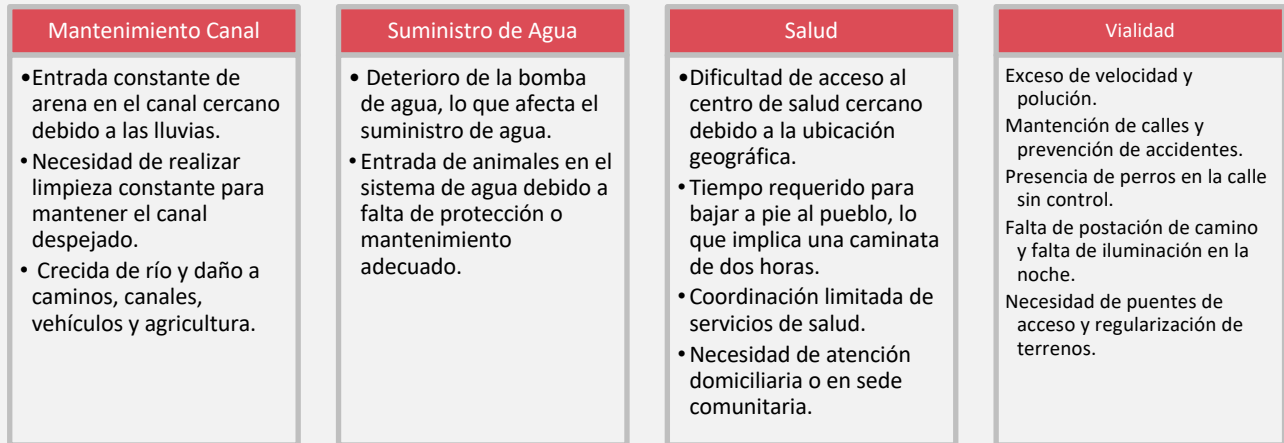 Mantenimiento Canal
•Entrada constante de
arena en el canal cercano
debido a las lluvias.
•Necesidad de realizar
limpieza constante para
mantener el canal
despejado.
• Crecida de río y daño a
caminos, canales,
vehículos y agricultura.
Suministro de Agua
• Deterioro de la bomba
de agua, lo que afecta el
suministro de agua.
•Entrada de animales en el
sistema de agua debido a
falta de protección o
mantenimiento
adecuado.
Salud
•Dificultad de acceso al
centro de salud cercano
debido a la ubicación
geográfica.
•Tiempo requerido para
bajar a pie al pueblo, lo
que implica una caminata
de dos horas.
•Coordinación limitada de
servicios de salud.
•Necesidad de atención
domiciliaria o en sede
comunitaria.
Vialidad
Exceso de velocidad y
polución.
Mantención de calles y
prevención de accidentes.
Presencia de perros en la calle
sin control.
Falta de postación de camino
y falta de iluminación en la
noche.
Necesidad de puentes de
acceso y regularización de
terrenos.